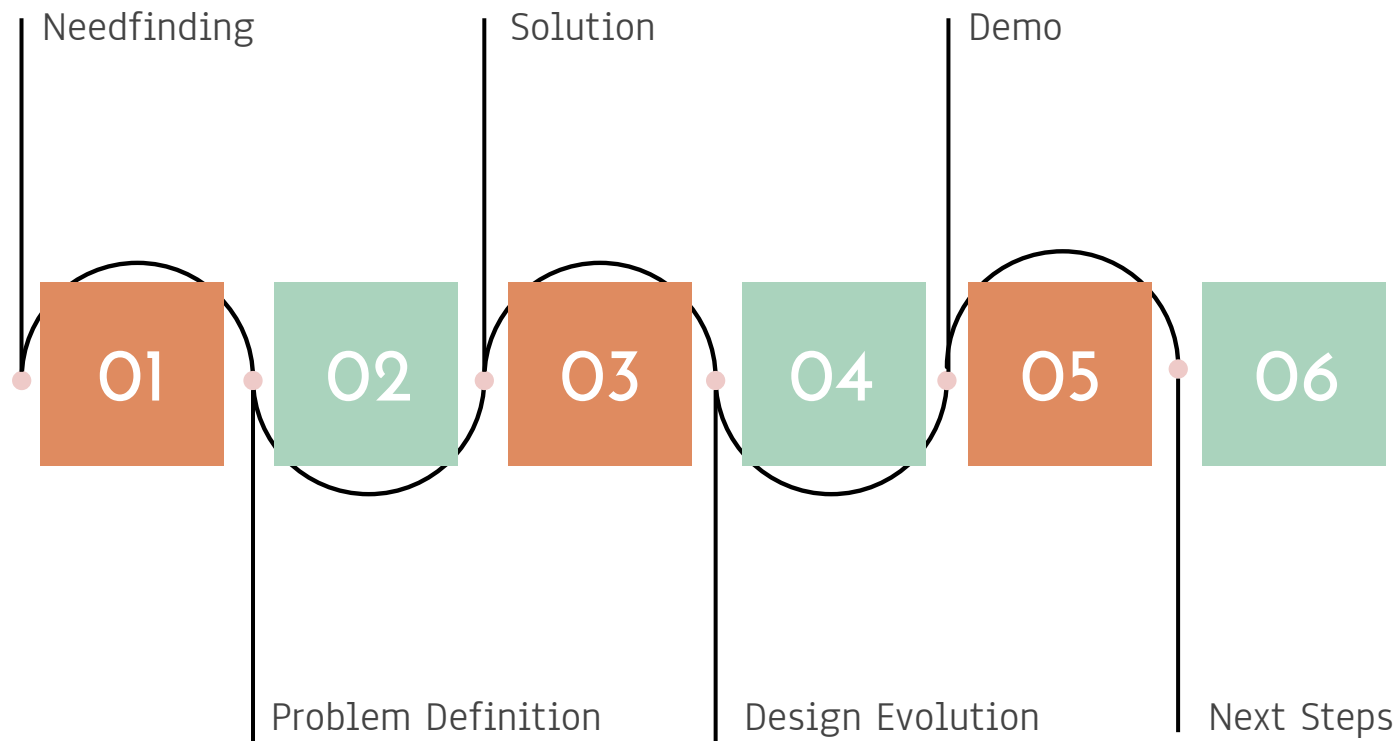 Needfinding
Solution
Demo
01
02
03
04
05
06
Problem Definition
Design Evolution
Next Steps